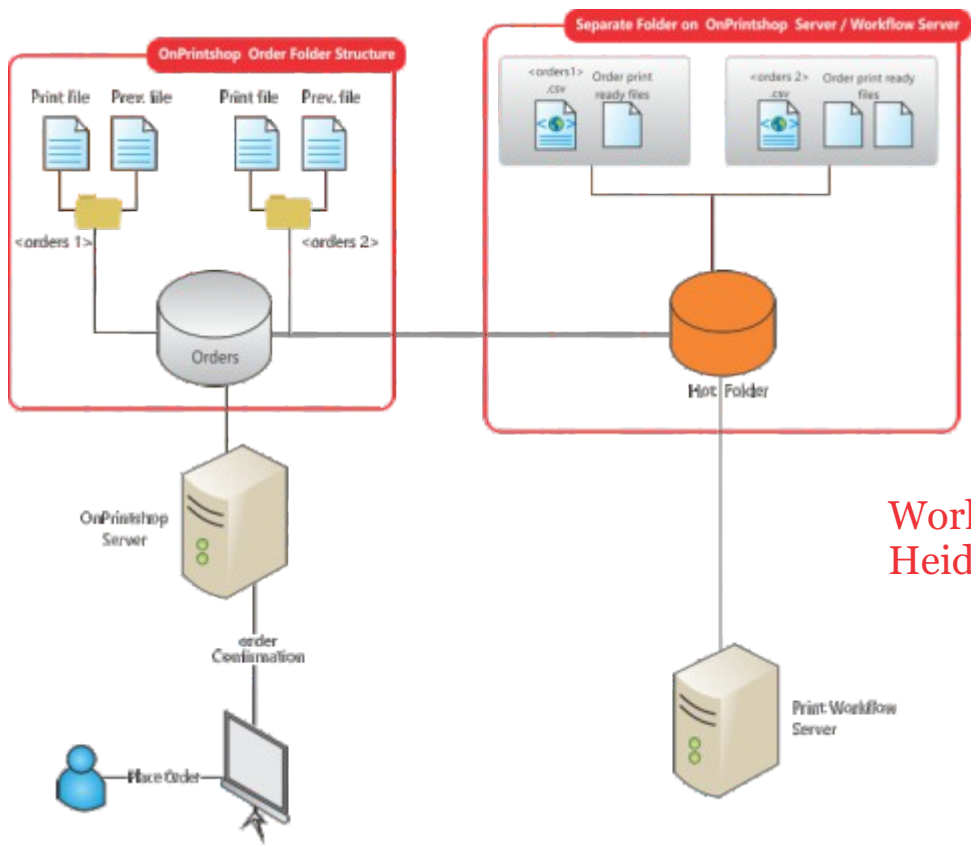 OnPrintshop Order Folder Structure
Print file
Prev. file
Print file
Prev. file
<orders 1>
<orders 2>
Orders
Separate Folder on OnPrintshop Server / Workflow Server
<orders1>
.csv
Order print
ready files
<orders 2>
.csv
Order print ready
files
Hot Folder
OnPrintshop
Server
order
Confirmation
Place Order
Print Workflow
Server